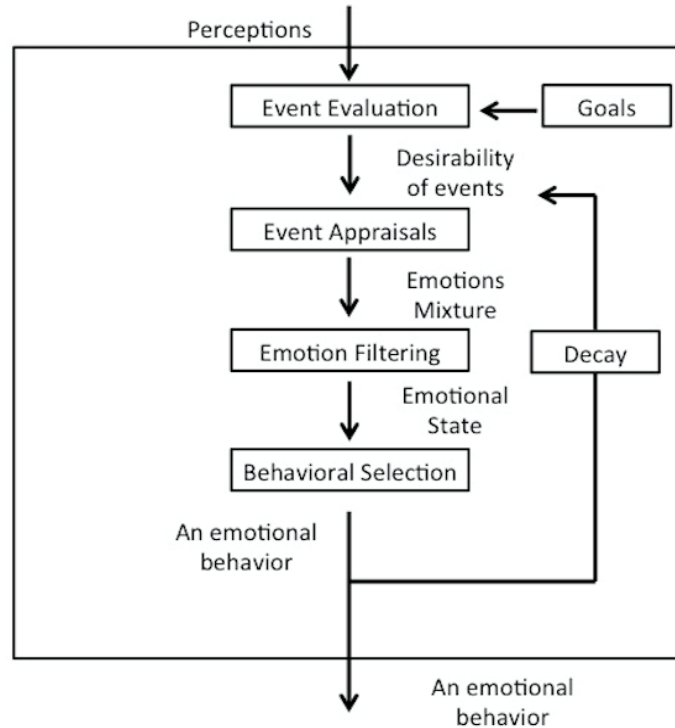 Perceptions
Event Evaluation
Goals
Desirability
of events
Event Appraisals
Emotions
Mixture
Emotion Filtering
Decay
Emotional
State
Behavioral Selection
An emotional
behavior
An emotional
behavior